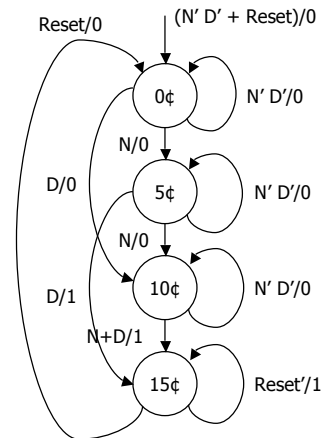 Reset/0
(N' D' + Reset)/0
0¢
N' D'/0
N/0
D/0
5¢
N' D'/0
N/0
10¢
N' D'/0
D/1
N+D/1
15¢
Reset'/1